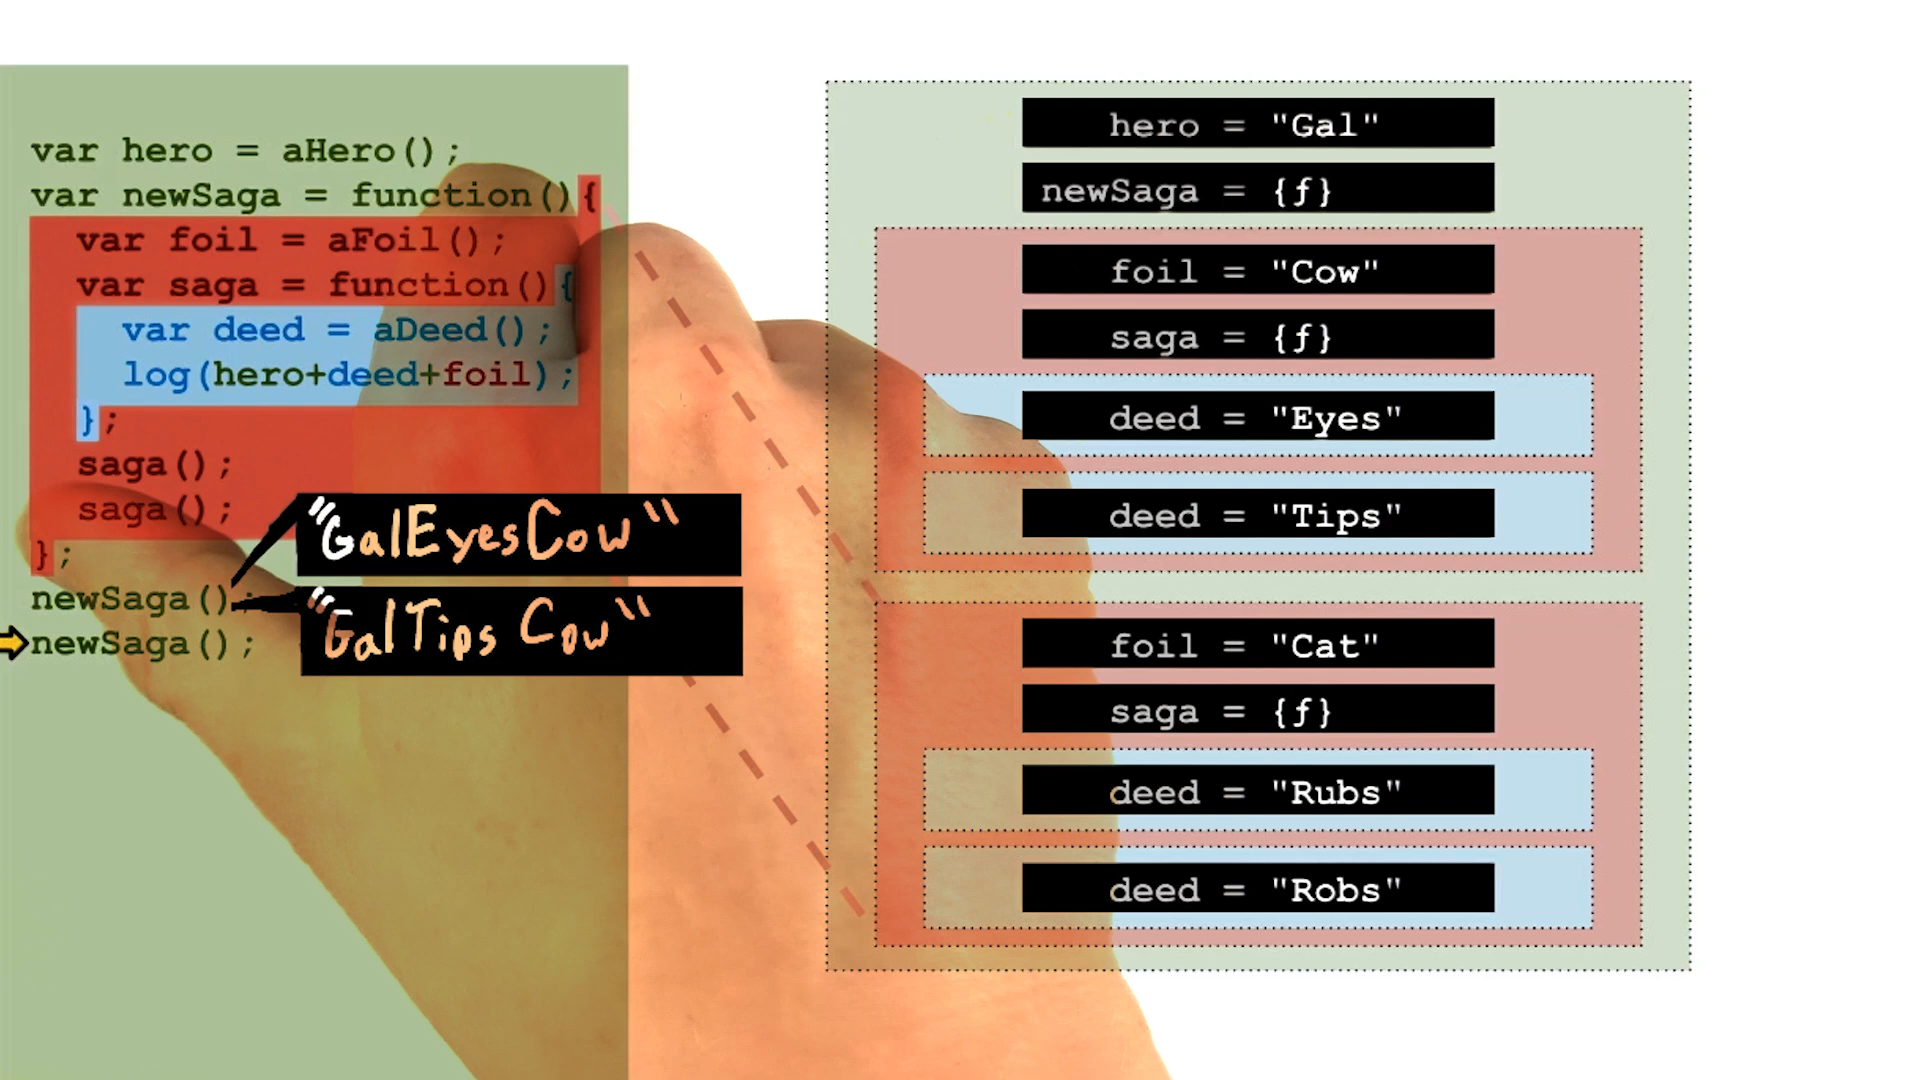 var hero = aHero();
var newSaga = function(){
var foil = aFoil();
var saga = function(){
var deed = aDeed();
log(hero+deed+foil);
};
saga();
saga();
};
newSaga();
newSaga();
"GalEyesCow"
"GalTips Cow"
hero = "Gal"
newSaga = {ƒ}
foil = "Cow"
saga = {ƒ}
deed = "Eyes"
deed = "Tips"
foil = "Cat"
saga = {ƒ}
deed = "Rubs"
deed = "Robs"